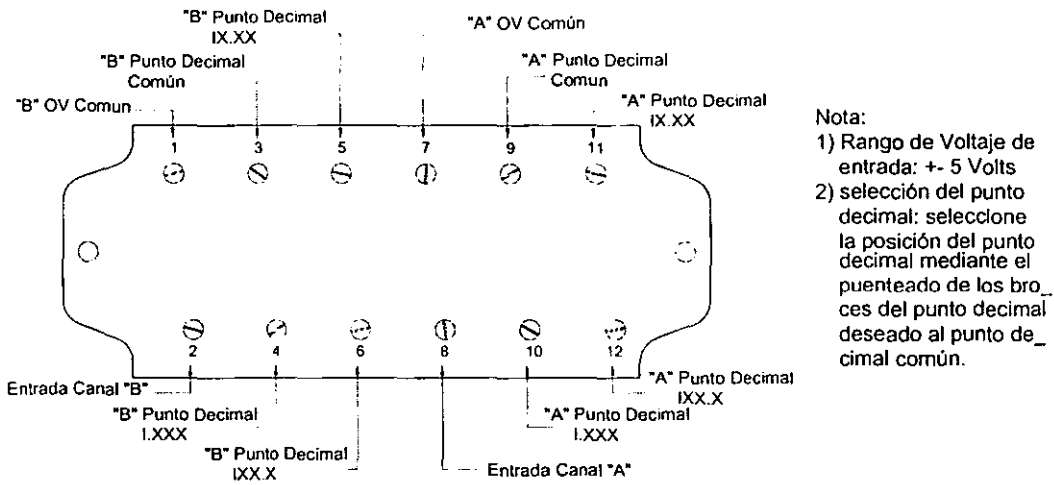 "B" Punto Decimal
IX.XX
"A" OV Común
"B" Punto Decimal
Común
"A" Punto Decimal
Comun
"B" OV Comun
"A" Punto Decimal
IX.XX
1
3
5
7
9
11
2
4
6
8
10
12
Entrada Canal "B"
"A" Punto Decimal
IXX.X
"B" Punto Decimal
I.XXX
"A" Punto Decimal
I.XXX
"B" Punto Decimal
IXX.X
Entrada Canal "A"
Nota:
1) Rango de Voltaje de
entrada: +- 5 Volts
2) selección del punto
decimal: seleccione
la posición del punto
decimal mediante el
puenteado de los bro_
ces del punto decimal
deseado al punto de_
cimal común.